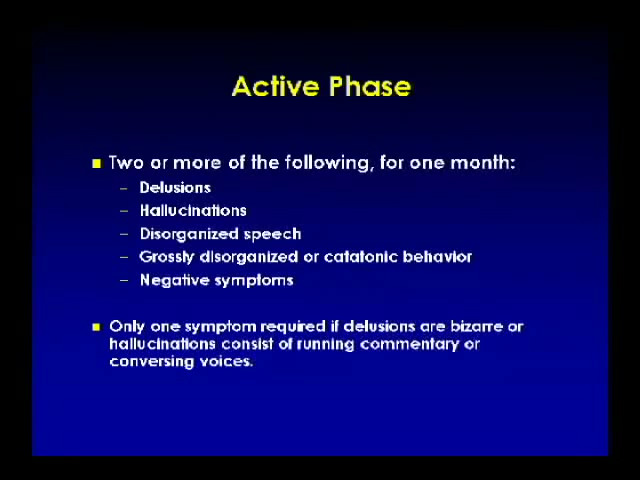 Active Phase
Two or more of the following, for one month:
– Delusions
– Hallucinations
– Disorganized speech
– Grossly disorganized or catatonic behavior
– Negative symptoms
Only one symptom required if delusions are bizarre or
hallucinations consist of running commentary or
conversing voices.